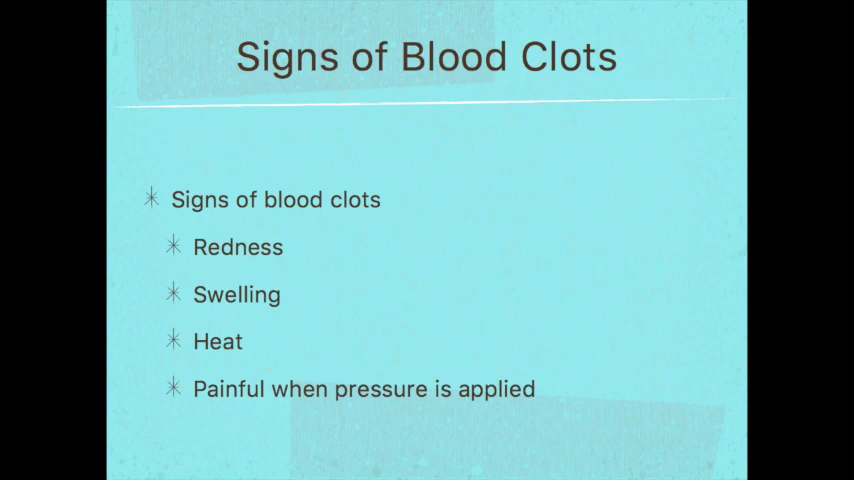 Signs of Blood Clots
Signs of blood clots
Redness
Swelling
Heat
Painful when pressure is applied